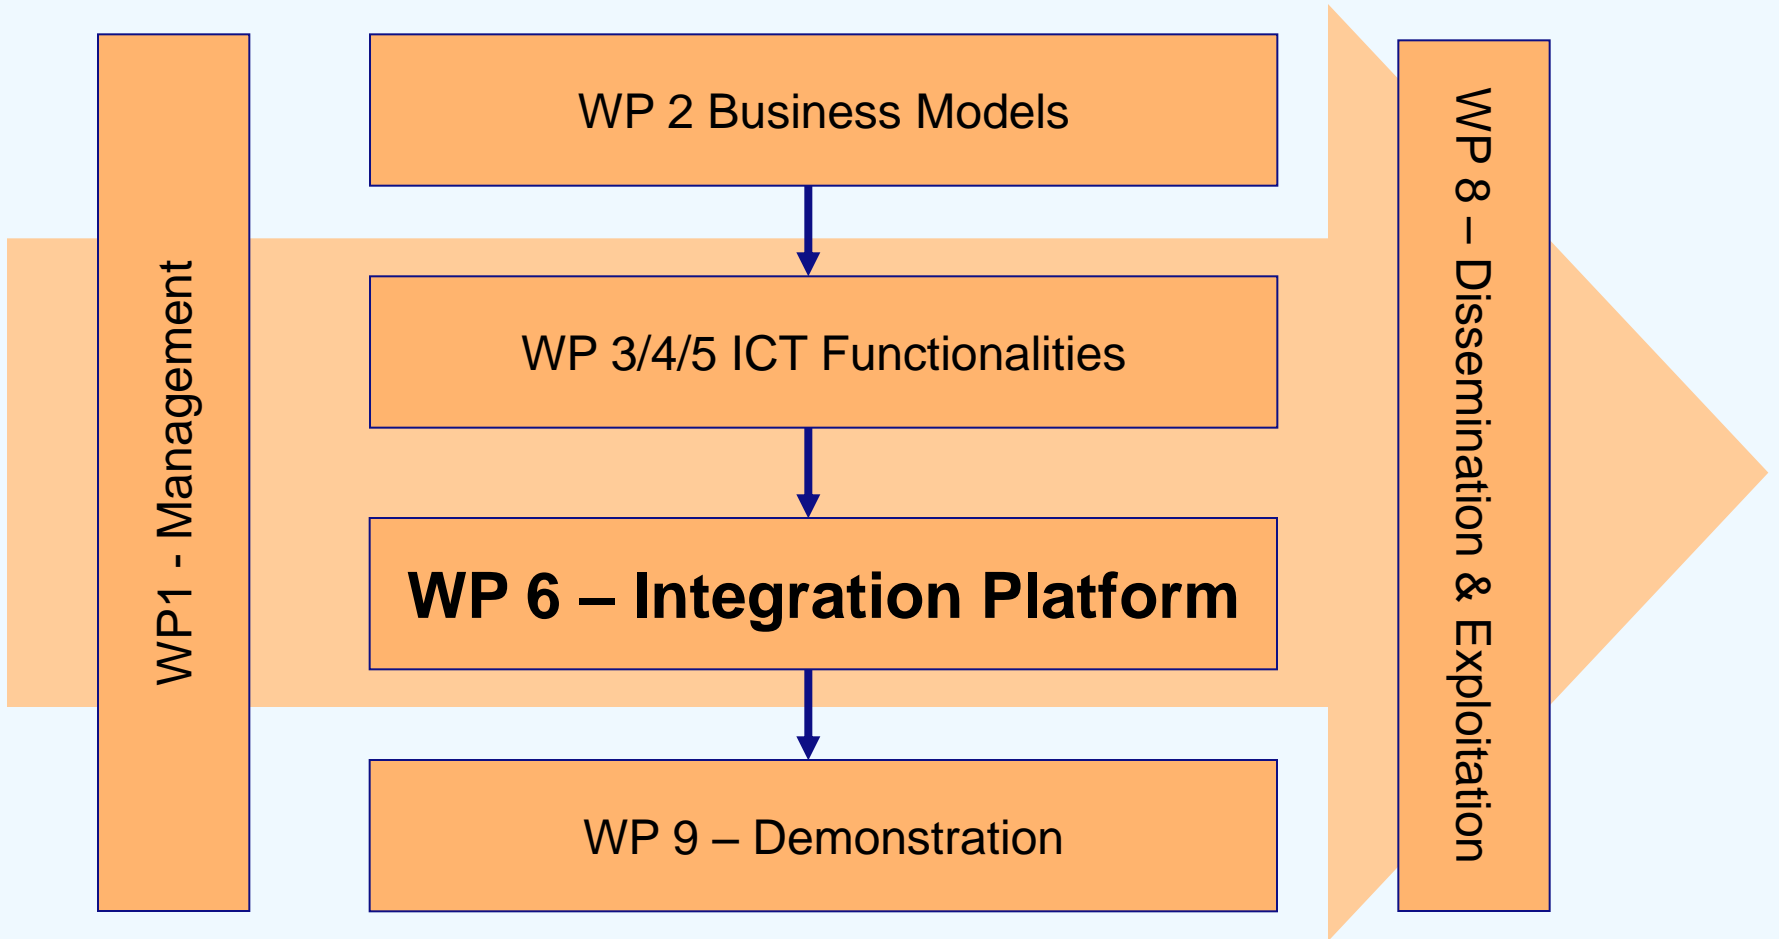 WP1 - Management
WP 2 Business Models
WP 3/4/5 ICT Functionalities
WP 6 – Integration Platform
WP 9 – Demonstration
WP 8 – Dissemination & Exploitation